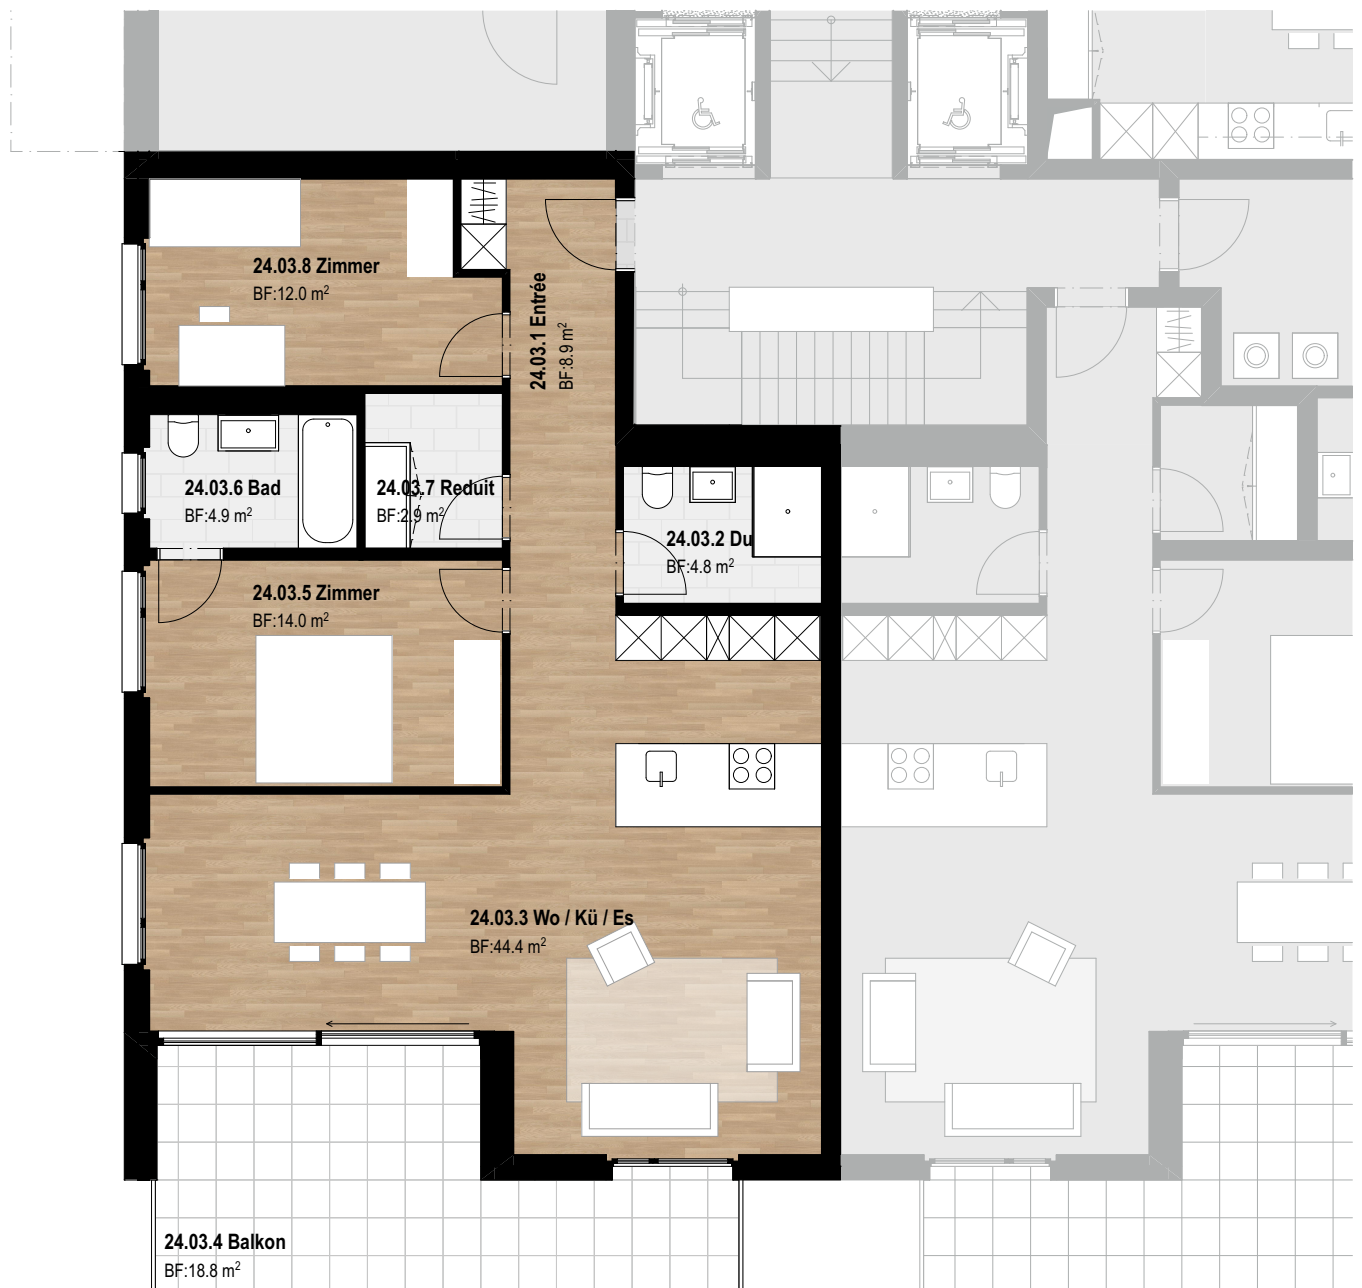 24.03.8 Zimmer
BF:12.0 m²
24.03.1 Entrée
BF:8.9 m²
24.03.6 Bad
BF:4.9 m²
24.03.7 Reduit
BF:2.9 m²
24.03.2 Du
BF:4.8 m²
24.03.5 Zimmer
BF:14.0 m²
24.03.3 Wo / Kü / Es
BF:44.4 m²
24.03.4 Balkon
BF:18.8 m²